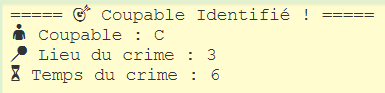 ===== 🎯 Coupable Identifié ! =====
👤 Coupable : C
🔎 Lieu du crime : 3
⌛ Temps du crime : 6